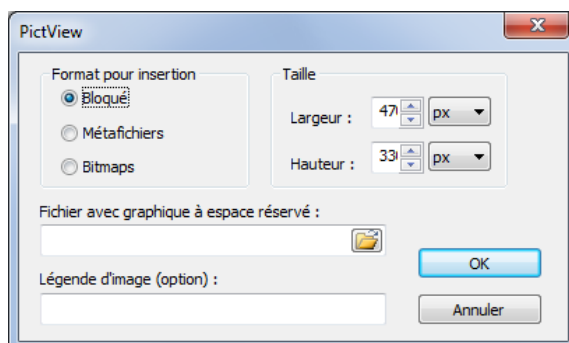 PictView
Format pour insertion
Bloqué
Métafichiers
Bitmaps
Taille
Largeur :
px
Hauteur :
px
Fichier avec graphique à espace réservé :
Légende d'image (option) :
OK
Annuler